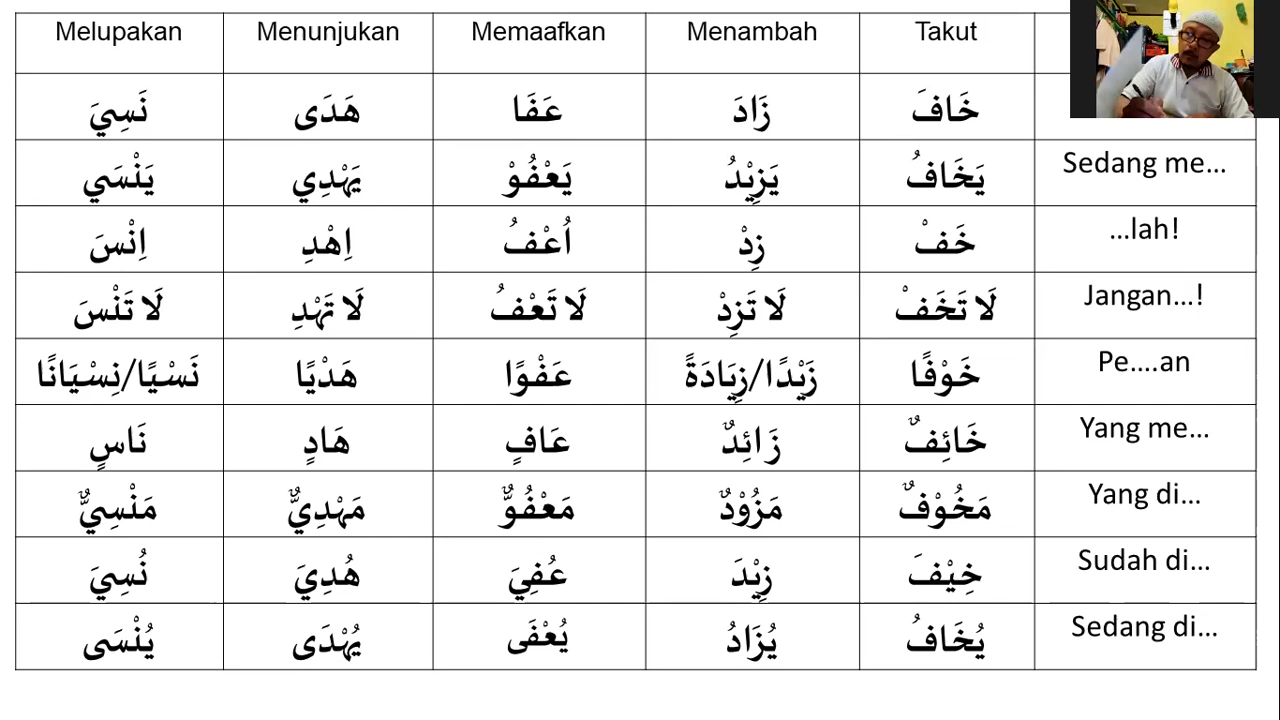 Melupakan Menunjukan Memaafkan Menambah Takut
نَسِيَ هَدَى عَفَا زَادَ خَافَ
يَنْسَي يَهْدِي يَعْفُوْ يَزِيْدُ يَخَافُ Sedang me...
اِنْسَ اِهْدِ اُعْفُ زِدْ خَفْ ...lah!
لَا تَنْسَ لَا تَهْدِ لَا تَعْفُ لَا تَزِدْ لَا تَخَفْ Jangan...!
نَسْيًا/نِسْيَانًا هَدْيًا عَفْوًا زَيْدًا/زِيَادَةً خَوْفًا Pe....an
نَاسٍ هَادٍ عَافٍ زَائِدٌ خَائِفٌ Yang me...
مَنْسِيٌّ مَهْدِيٌّ مَعْفُوٌّ مَزُوْدٌ مَخُوْفٌ Yang di...
نُسِيَ هُدِيَ عُفِيَ زِيْدَ خِيْفَ Sudah di...
يُنْسَى يُهْدَى يُعْفَى يُزَادُ يُخَافُ Sedang di...